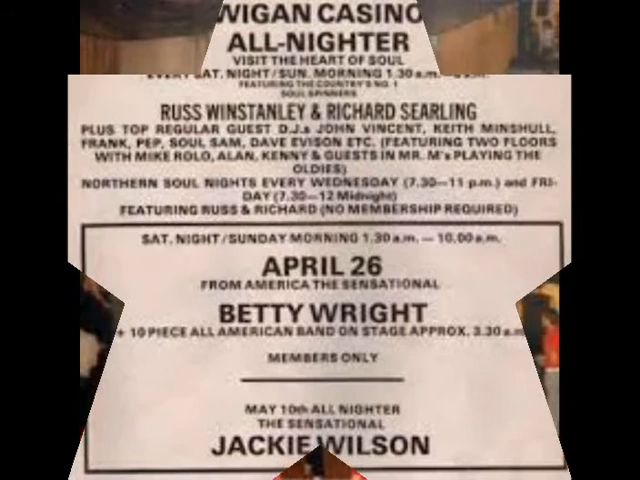 WIGAN CASINO
ALL-NIGHTER
VISIT THE HEART OF SOUL
EVERY SAT. NIGHT/SUN. MORNING 1.30 a.m.
FEATURING THE COUNTRY'S NO. 1
SOUL SPINNERS
RUSS WINSTANLEY & RICHARD SEARLING
PLUS TOP REGULAR GUEST D.J.s JOHN VINCENT, KEITH MINSHULL,
FRANK, PEP, SOUL SAM, DAVE EVISON ETC. (FEATURING TWO FLOORS
WITH MIKE ROLO, ALAN, KENNY & GUESTS IN MR. M's PLAYING THE
OLDIES)
NORTHERN SOUL NIGHTS EVERY WEDNESDAY (7.30—11 p.m.) and FRI-
DAY (7.30—12 Midnight)
FEATURING RUSS & RICHARD (NO MEMBERSHIP REQUIRED)
SAT. NIGHT/SUNDAY MORNING 1.30 a.m. — 10.00 a.m.
APRIL 26
FROM AMERICA THE SENSATIONAL
BETTY WRIGHT
+ 10 PIECE ALL AMERICAN BAND ON STAGE APPROX. 3.30 a.m
MEMBERS ONLY
MAY 10th ALL NIGHTER
THE SENSATIONAL
JACKIE WILSON